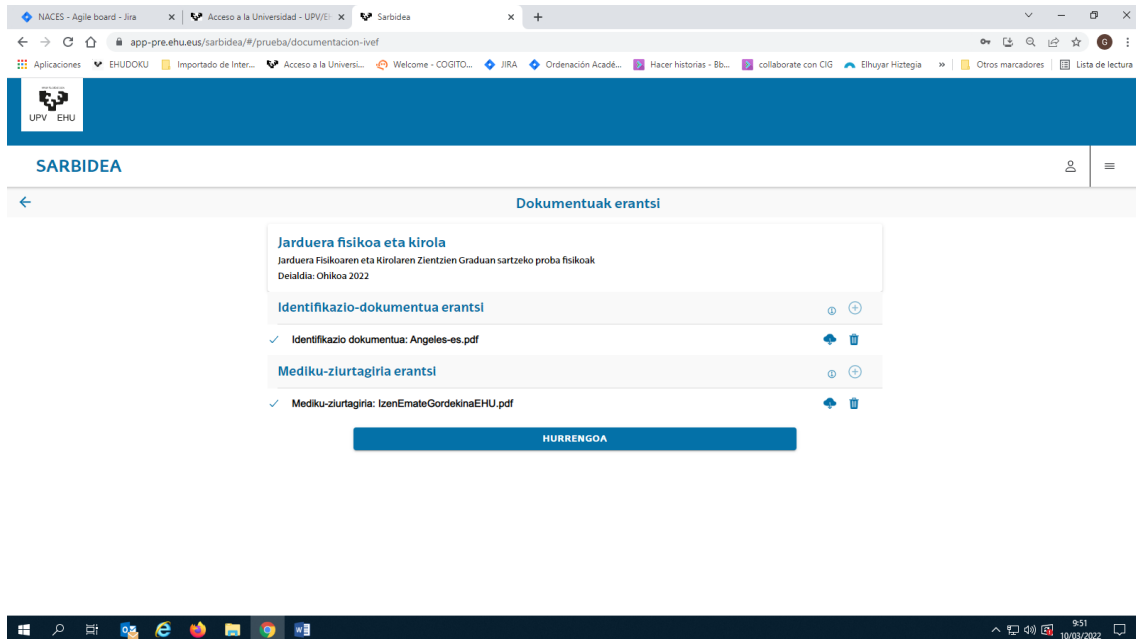 NACES - Agile board - Jira
Acceso a la Universidad - UPV/EH
Sarbidea
app-pre.ehu.eus/sarbidea/#/prueba/documentacion-ivef
G
Aplicaciones EHUDOKU Importado de Inter... Acceso a la Universi... Welcome - COGITO... JIRA Ordenación Acadé... Hacer historias - Bb... collaborate con CIG Elhuyar Hiztegia » Otros marcadores Lista de lectura
UPV EHU
SARBIDEA
Dokumentuak erantsi
Jarduera fisikoa eta kirola
Jarduera Fisikoaren eta Kirolaren Zientzien Graduan sartzeko proba fisikoak
Deialdia: Ohikoa 2022
Identifikazio-dokumentua erantsi
Identifikazio dokumentua: Angeles-es.pdf
Mediku-ziurtagiria erantsi
Mediku-ziurtagiria: IzenEmateGordekinaEHU.pdf
HURRENGOA
9:51
10/03/2022